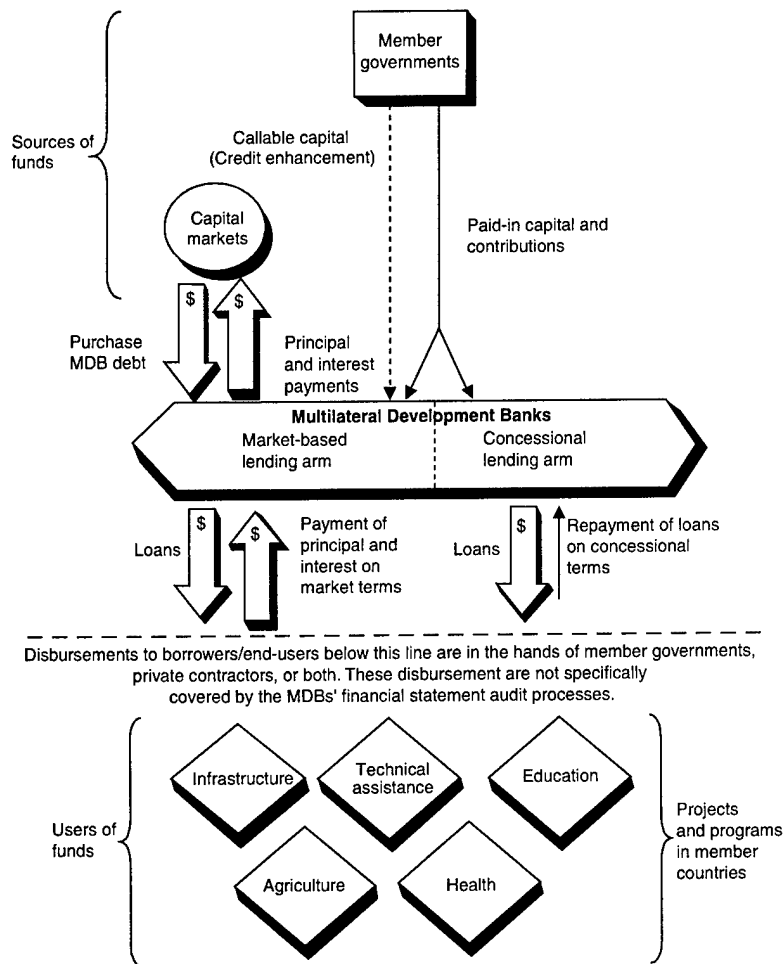 Member
governments
Sources of
funds
Callable capital
(Credit enhancement)
Capital
markets
Paid-in capital and
contributions
$
$
Purchase
MDB debt
Principal
and interest
payments
Multilateral Development Banks
Market-based
lending arm
Concessional
lending arm
Loans
$
$
Payment of
principal and
interest on
market terms
Loans
$
Repayment of loans
on concessional
terms
Disbursements to borrowers/end-users below this line are in the hands of member governments,
private contractors, or both. These disbursement are not specifically
covered by the MDBs' financial statement audit processes.
Infrastructure
Technical
assistance
Education
Users of
funds
Projects
and programs
in member
countries
Agriculture
Health